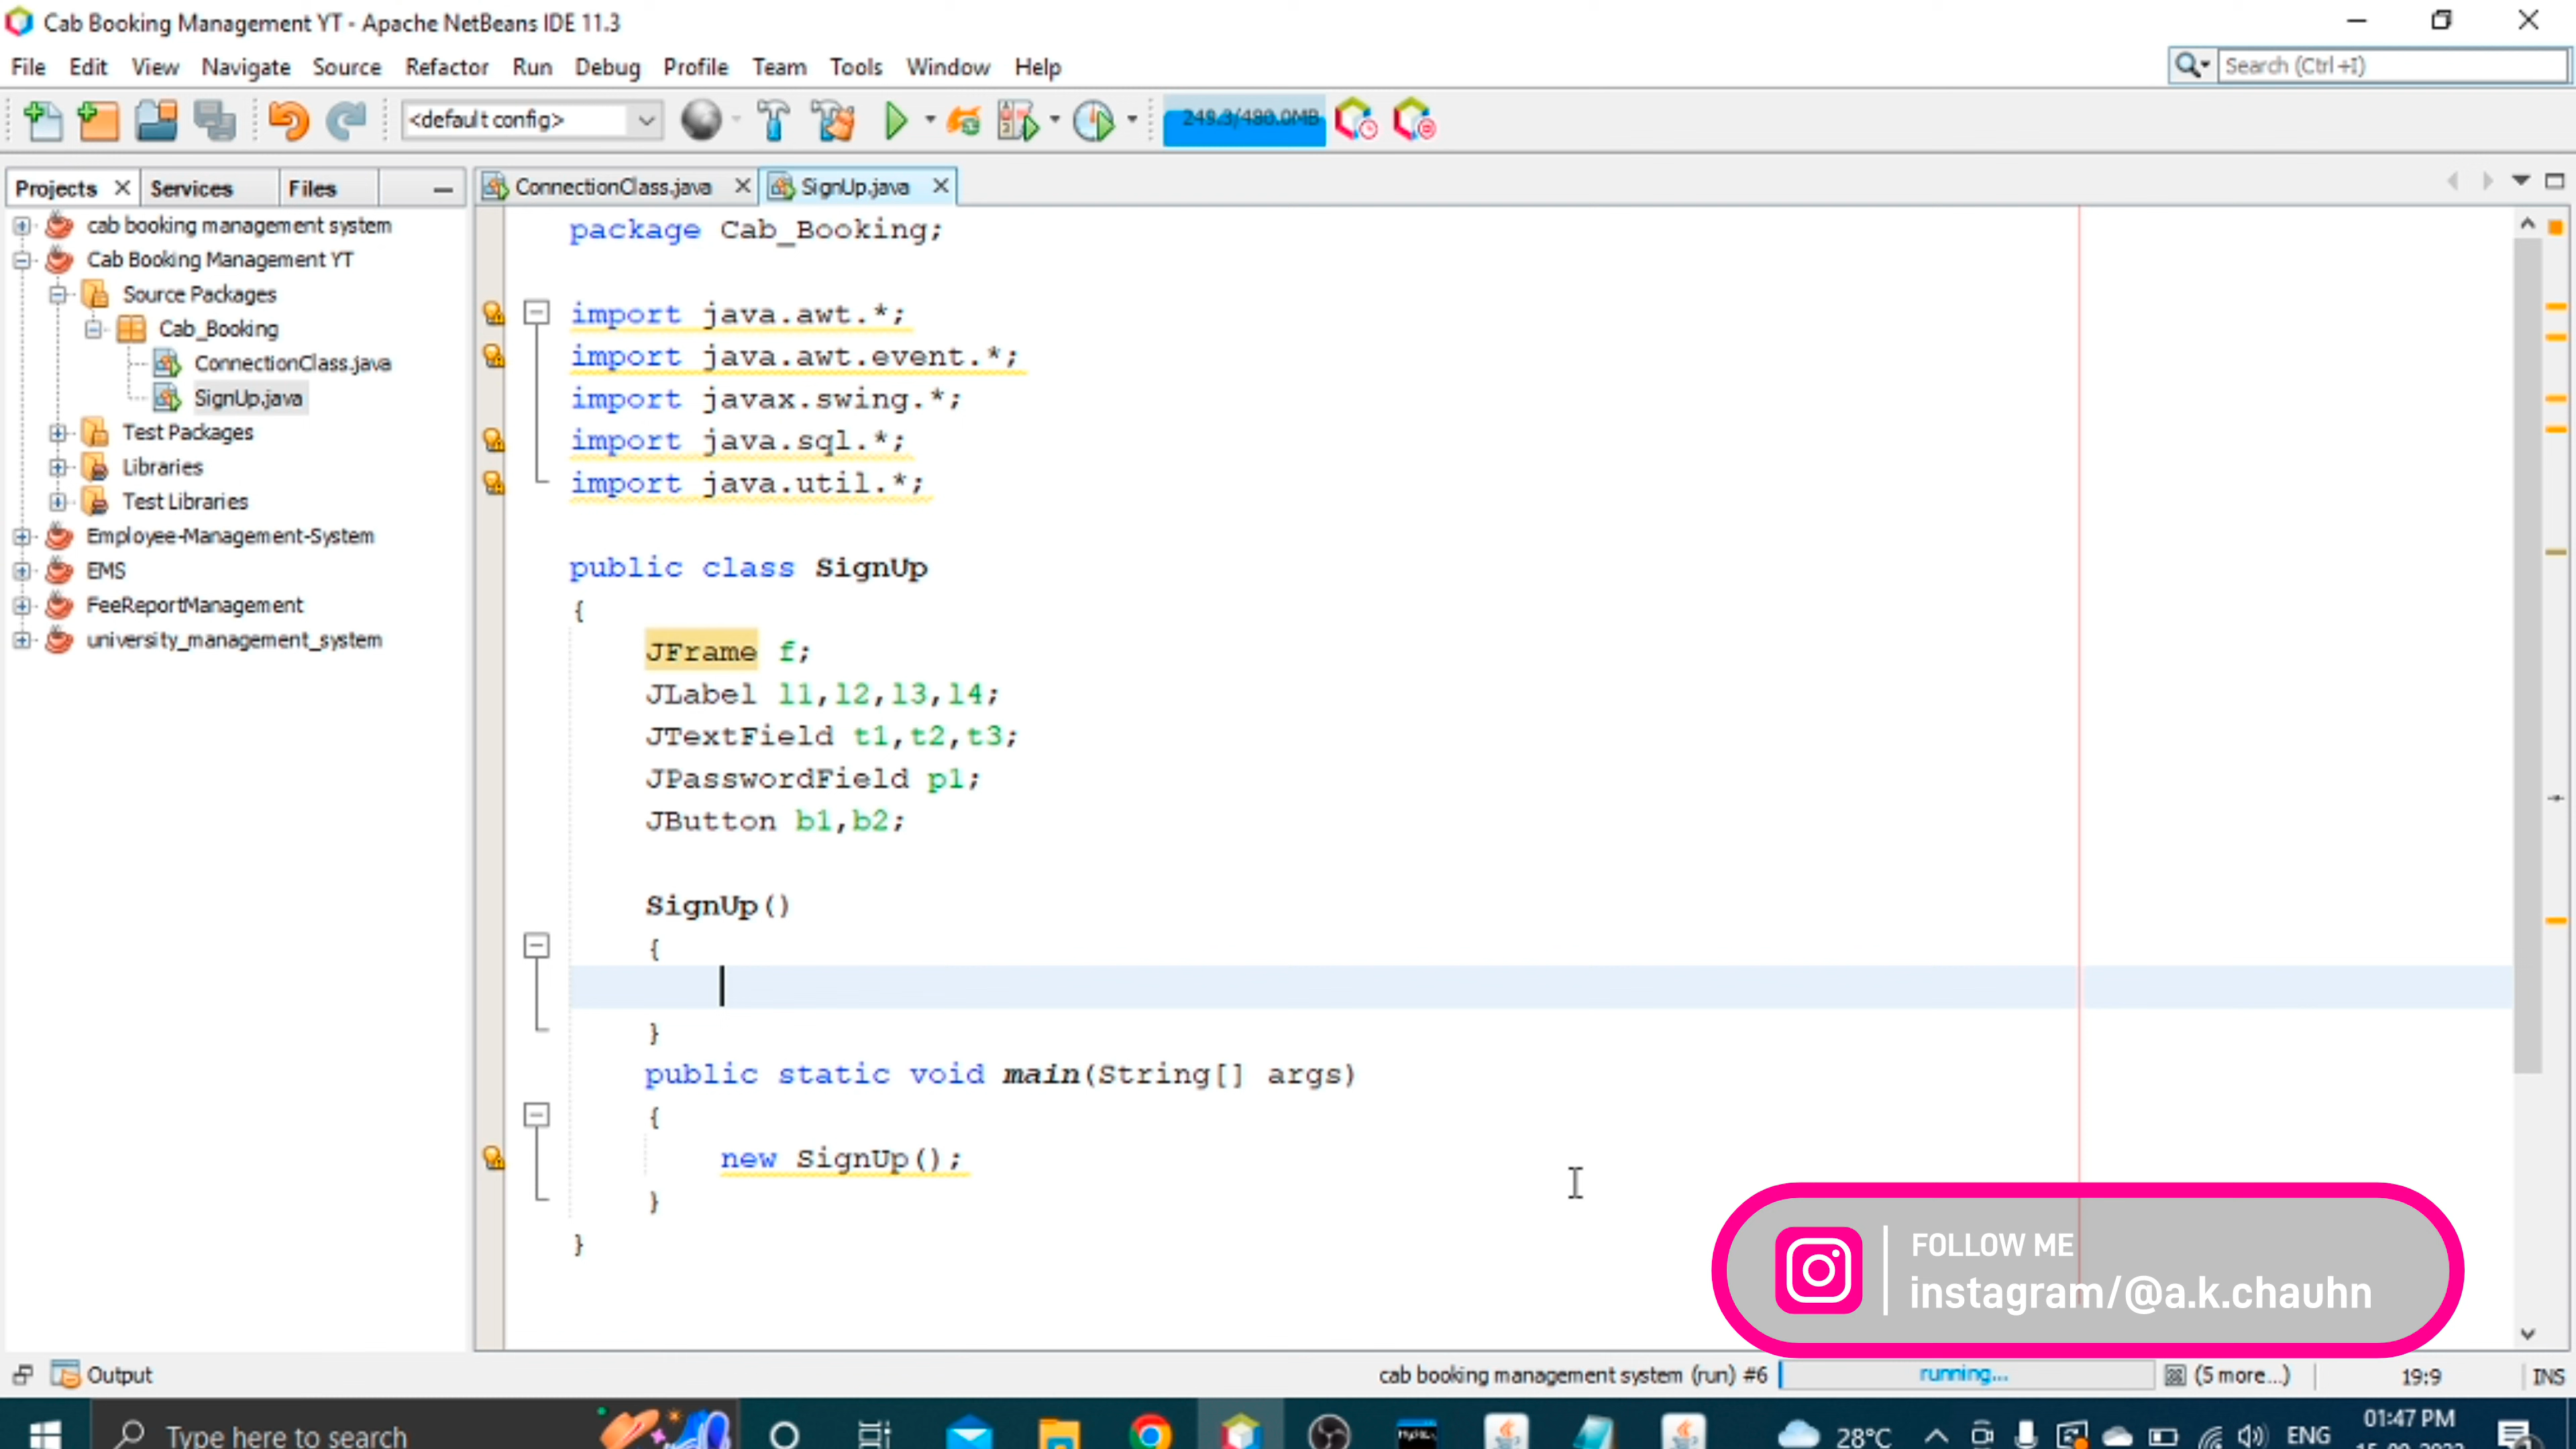 Cab Booking Management YT - Apache NetBeans IDE 11.3
File Edit View Navigate Source Refactor Run Debug Profile Team Tools Window Help
Search (Ctrl+I)
<default config>
249.3/480.0MB
Projects Services Files
ConnectionClass.java SignUp.java
cab booking management system
Cab Booking Management YT
Source Packages
Cab_Booking
ConnectionClass.java
SignUp.java
Test Packages
Libraries
Test Libraries
Employee-Management-System
EMS
FeeReportManagement
university_management_system
package Cab_Booking;
import java.awt.*;
import java.awt.event.*;
import javax.swing.*;
import java.sql.*;
import java.util.*;
public class SignUp
{
JFrame f;
JLabel l1,l2,l3,l4;
JTextField t1,t2,t3;
JPasswordField p1;
JButton b1,b2;
SignUp()
{
}
public static void main(String[] args)
{
new SignUp();
}
}
FOLLOW ME
instagram/@a.k.chauhn
Output
cab booking management system (run) #6 running... (5 more...) 19:9 INS
Type here to search
28°C ENG
01:47 PM